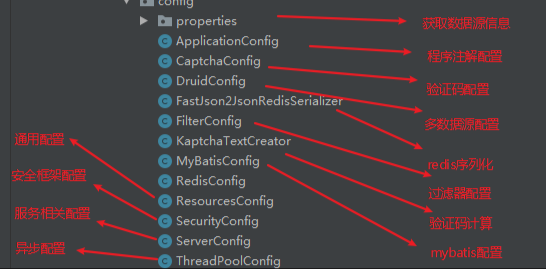 config
properties
获取数据源信息
ApplicationConfig
程序注解配置
CaptchaConfig
验证码配置
DruidConfig
多数据源配置
FastJson2JsonRedisSerializer
redis序列化
FilterConfig
过滤器配置
通用配置
KaptchaTextCreator
验证码计算
MyBatisConfig
mybatis配置
安全框架配置
RedisConfig
ResourcesConfig
服务相关配置
SecurityConfig
ServerConfig
异步配置
ThreadPoolConfig